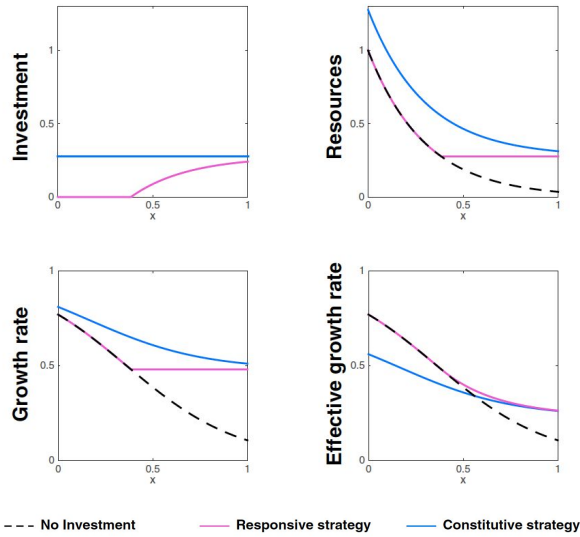 Investment
1
0.5
0
0
0.5
1
x
Resources
1
0.5
0
0
0.5
1
x
Growth rate
1
0.5
0
0
0.5
1
x
Effective growth rate
1
0.5
0
0
0.5
1
x
No Investment
Responsive strategy
Constitutive strategy